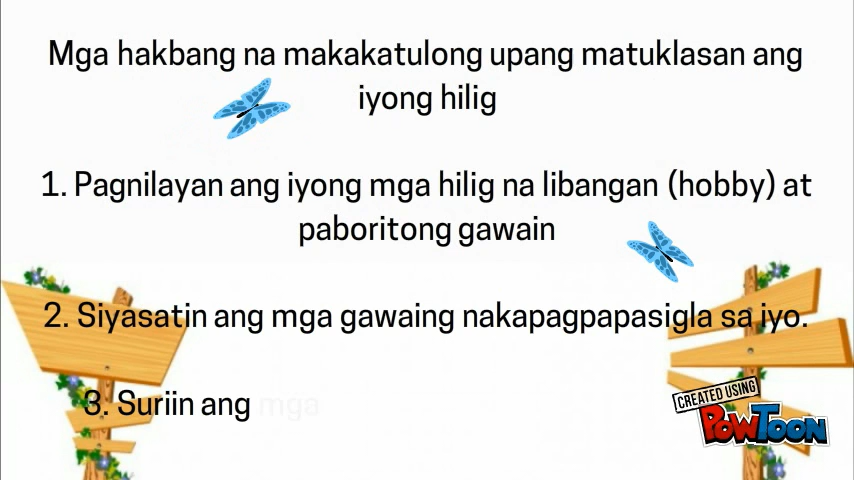 Mga hakbang na makakatulong upang matuklasan ang
iyong hilig
1. Pagnilayan ang iyong mga hilig na libangan (hobby) at
paboritong gawain
2. Siyasatin ang mga gawaing nakapagpapasigla sa iyo.
3. Suriin ang mga
CREATED USING
POWTOON